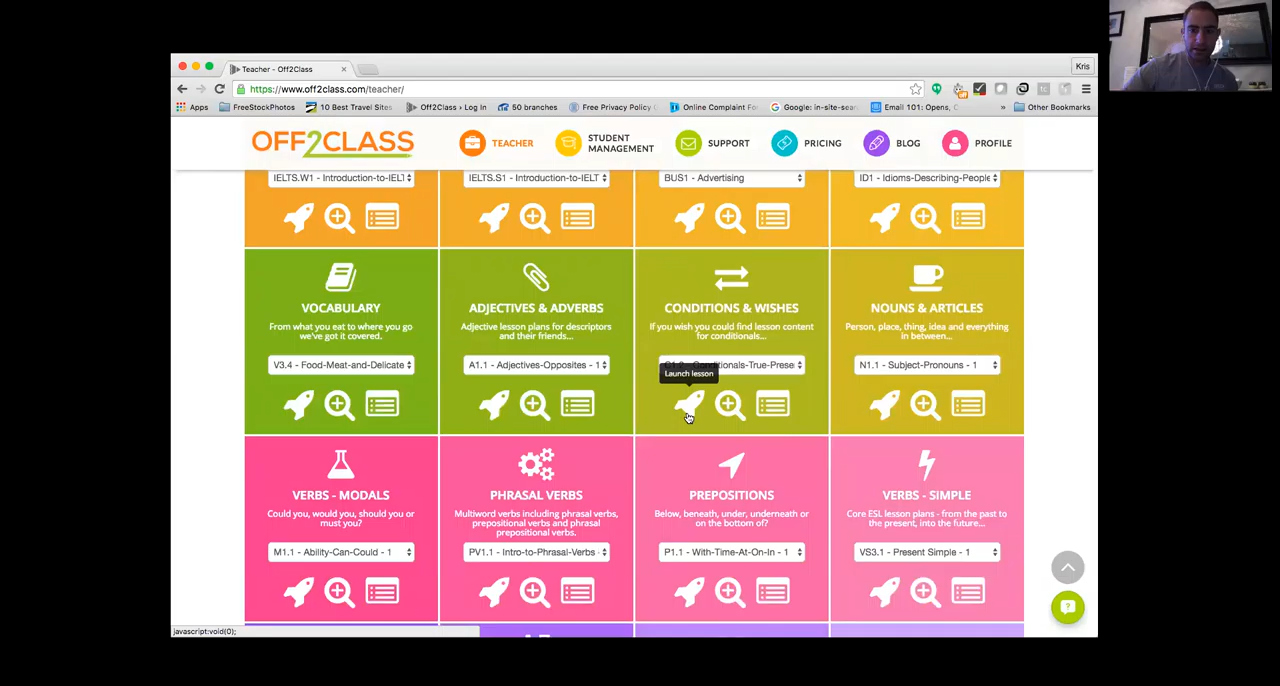 Teacher - Off2Class
Kris
https://www.off2class.com/teacher/
Apps FreeStockPhotos 10 Best Travel Sites Off2Class › Log In 50 branches Free Privacy Policy Online Complaint For Google: in-site-sear Email 101: Opens, C » Other Bookmarks
OFF2CLASS TEACHER STUDENT MANAGEMENT SUPPORT PRICING BLOG PROFILE
IELTS.W1 - Introduction-to-IELT
IELTS.S1 - Introduction-to-IELT
BUS1 - Advertising
ID1 - Idioms-Describing-People
VOCABULARY
From what you eat to where you go
we've got it covered.
V3.4 - Food-Meat-and-Delicate
ADJECTIVES & ADVERBS
Adjective lesson plans for descriptors
and their friends...
A1.1 - Adjectives-Opposites - 1
CONDITIONS & WISHES
If you wish you could find lesson content
for conditionals...
Conditionals-True-Prese
Launch lesson
NOUNS & ARTICLES
Person, place, thing, idea and everything
in between...
N1.1 - Subject-Pronouns - 1
VERBS - MODALS
Could you, would you, should you or
must you?
M1.1 - Ability-Can-Could - 1
PHRASAL VERBS
Multiword verbs including phrasal verbs,
prepositional verbs and phrasal
prepositional verbs.
PV1.1 - Intro-to-Phrasal-Verbs -
PREPOSITIONS
Below, beneath, under, underneath or
on the bottom of?
P1.1 - With-Time-At-On-In - 1
VERBS - SIMPLE
Core ESL lesson plans - from the past to
the present, into the future...
VS3.1 - Present Simple - 1
javascript:void(0);